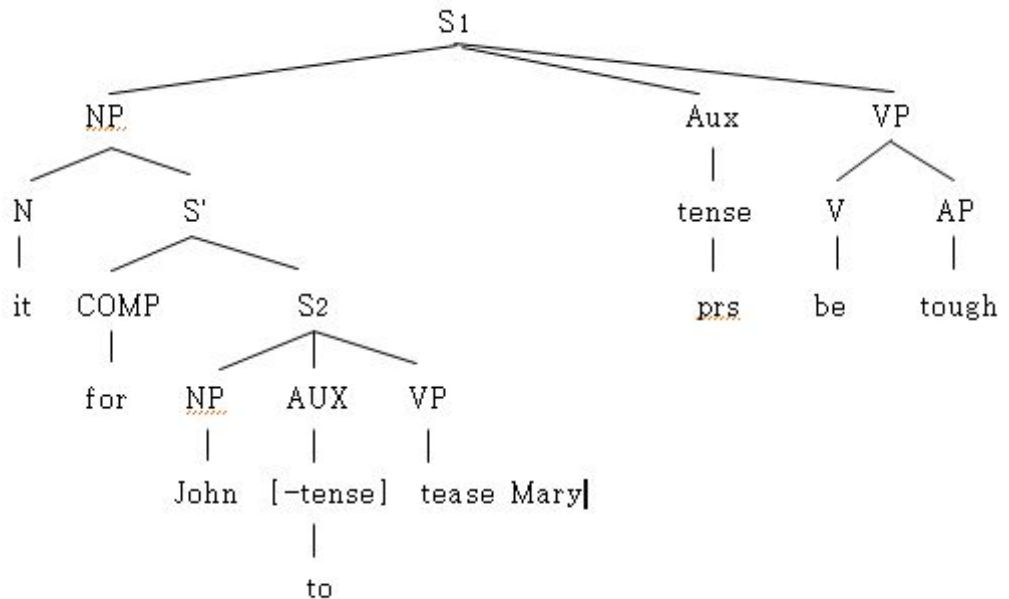 S1
NP Aux VP
N S' tense V AP
it COMP S2 prs be tough
for NP AUX VP
John [-tense] tease Mary
to